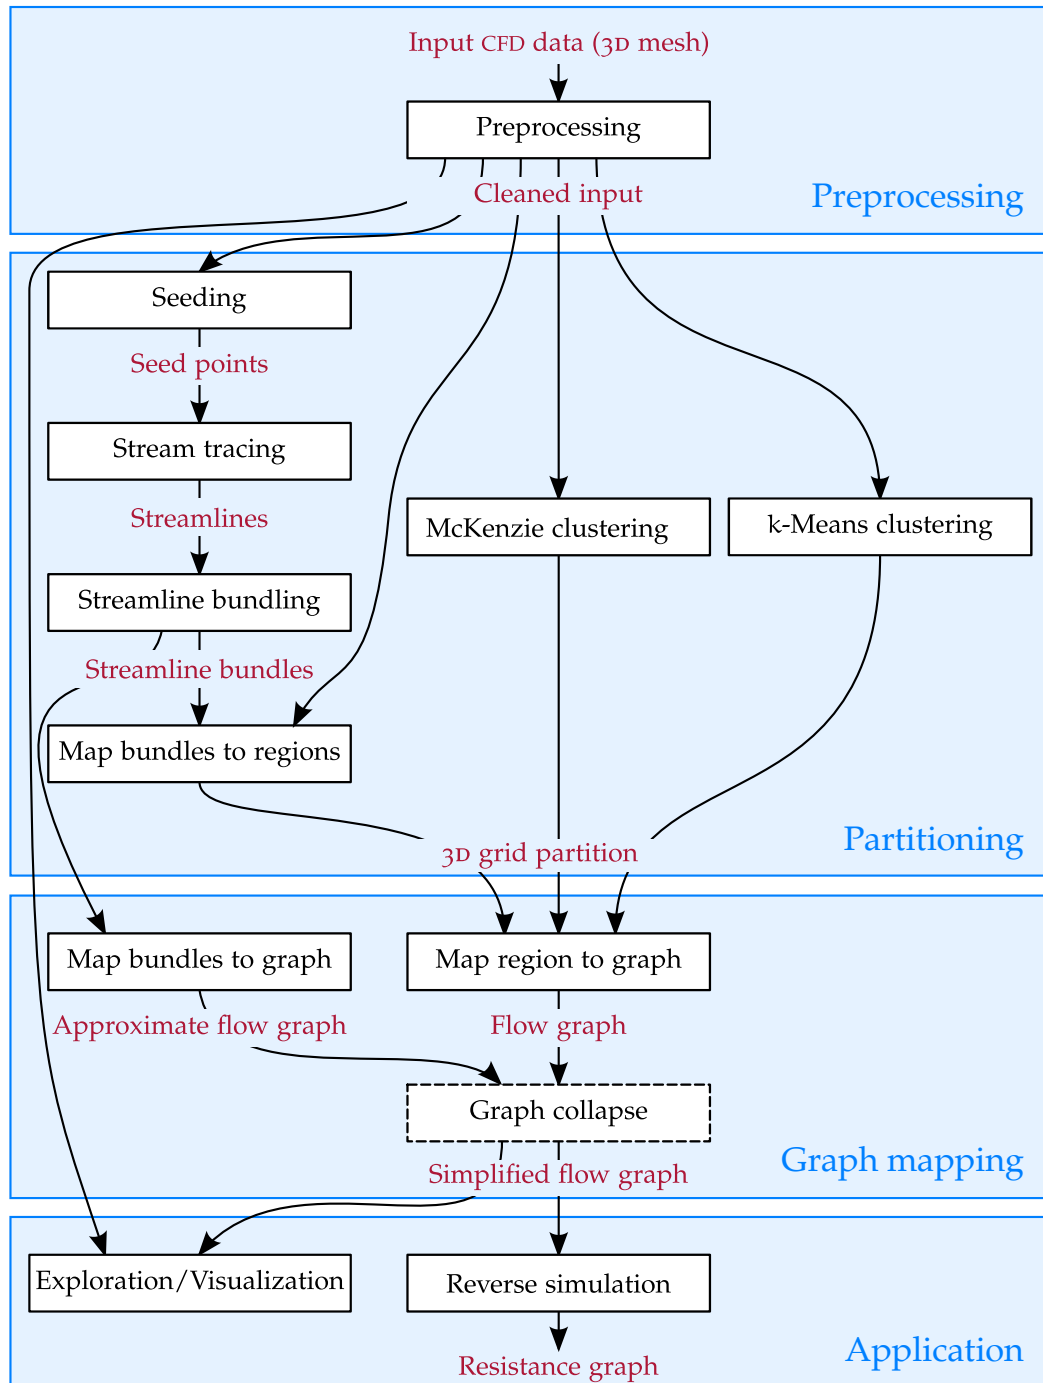 Input CFD data (3D mesh)
Preprocessing
Cleaned input
Preprocessing
Seeding
Seed points
Stream tracing
Streamlines
McKenzie clustering
k-Means clustering
Streamline bundling
Streamline bundles
Map bundles to regions
3D grid partition
Partitioning
Map bundles to graph
Map region to graph
Approximate flow graph
Flow graph
Graph collapse
Simplified flow graph
Graph mapping
Exploration/Visualization
Reverse simulation
Resistance graph
Application